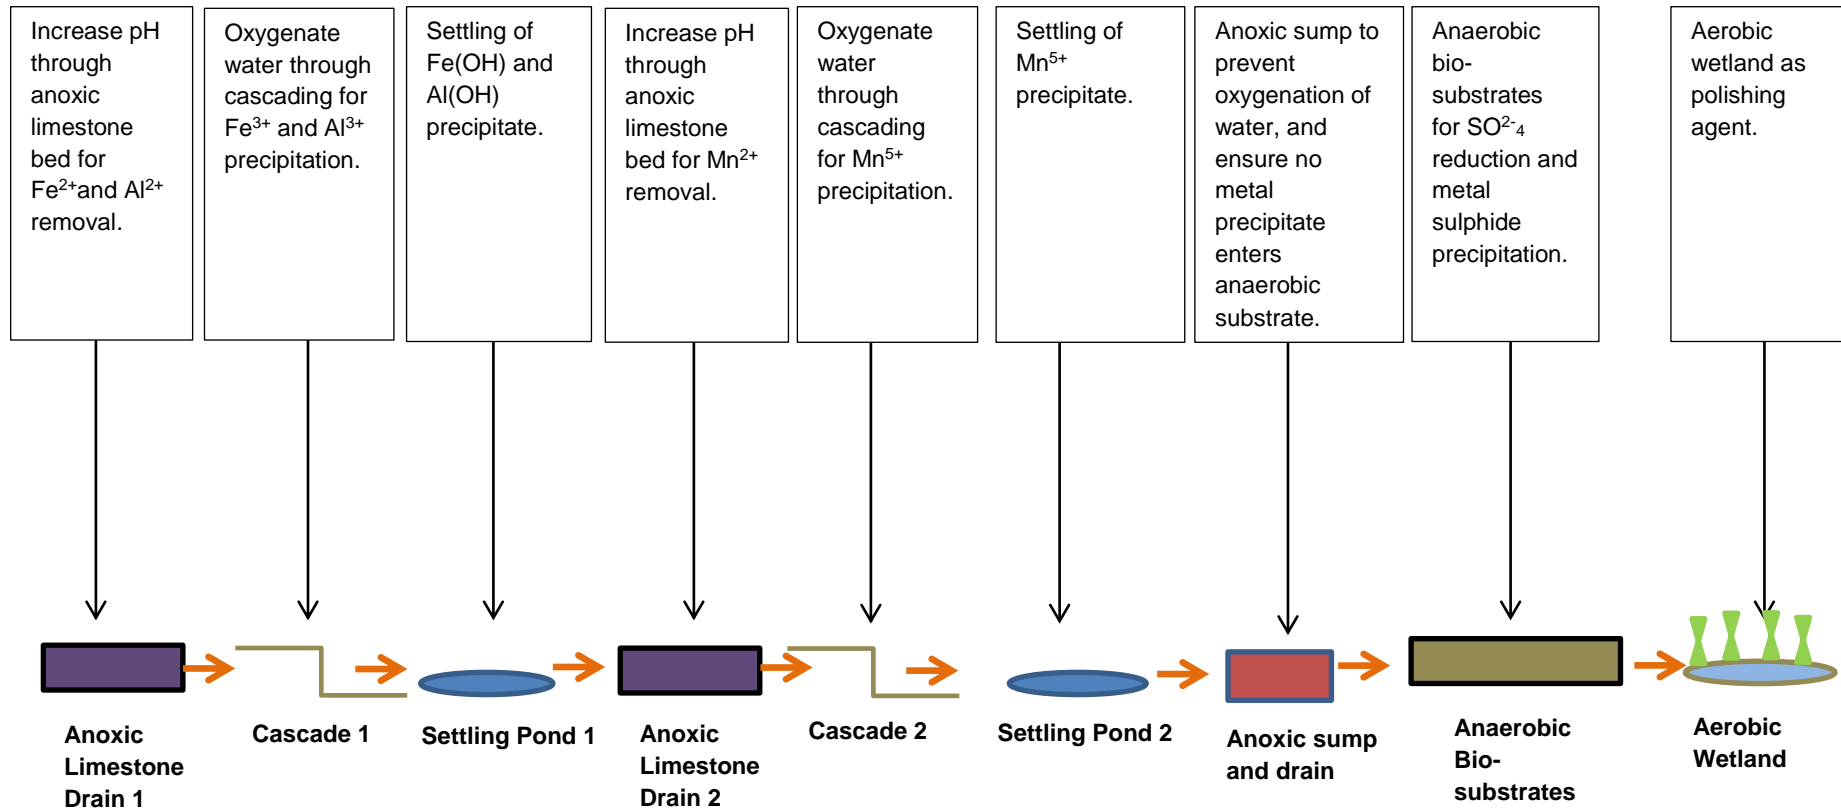 Increase pH
through
anoxic
limestone
bed for
Fe²⁺and Al²⁺
removal.
Oxygenate
water through
cascading for
Fe³⁺ and Al³⁺
precipitation.
Settling of
Fe(OH) and
Al(OH)
precipitate.
Increase pH
through
anoxic
limestone
bed for Mn²⁺
removal.
Oxygenate
water
through
cascading
for Mn⁵⁺
precipitation.
Settling of
Mn⁵⁺
precipitate.
Anoxic sump to
prevent
oxygenation of
water, and
ensure no
metal
precipitate
enters
anaerobic
substrate.
Anaerobic
bio-
substrates
for SO²⁻₄
reduction and
metal
sulphide
precipitation.
Aerobic
wetland as
polishing
agent.
Anoxic
Limestone
Drain 1
Cascade 1
Settling Pond 1
Anoxic
Limestone
Drain 2
Cascade 2
Settling Pond 2
Anoxic sump
and drain
Anaerobic
Bio-
substrates
Aerobic
Wetland